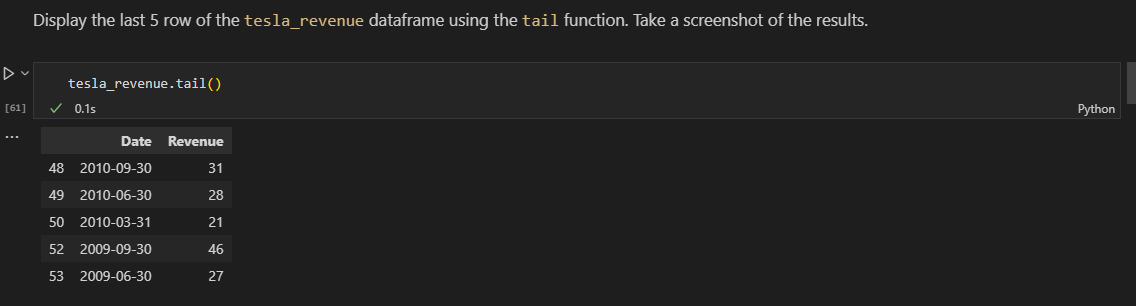 Display the last 5 row of the tesla_revenue dataframe using the tail function. Take a screenshot of the results.
tesla_revenue.tail()
[61] 0.1s Python
...
Date Revenue
48 2010-09-30 31
49 2010-06-30 28
50 2010-03-31 21
52 2009-09-30 46
53 2009-06-30 27